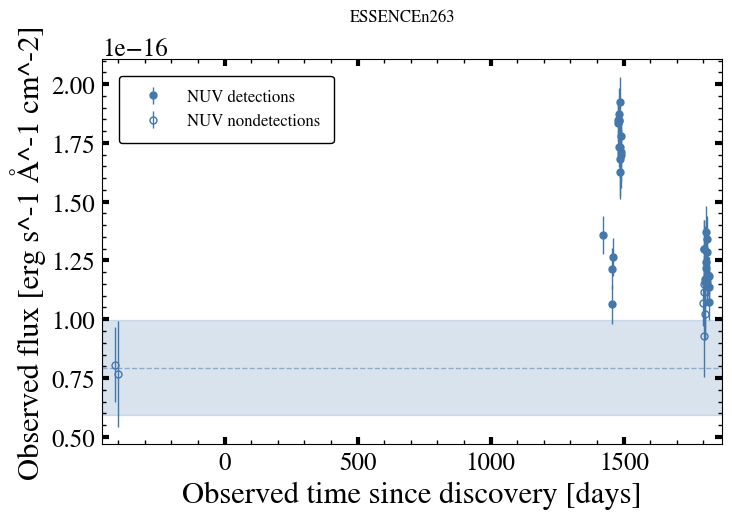 ESSENCEn263
1e−16
NUV detections
NUV nondetections
2.00
1.75
1.50
1.25
1.00
0.75
0.50
Observed flux [erg s^-1 Å^-1 cm^-2]
0 500 1000 1500
Observed time since discovery [days]